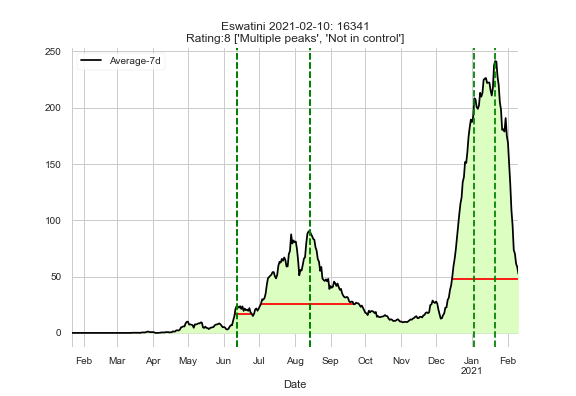 Eswatini 2021-02-10: 16341
Rating:8 ['Multiple peaks', 'Not in control']
Average-7d
250
200
150
100
50
0
Feb Mar Apr May Jun Jul Aug Sep Oct Nov Dec Jan Feb
2021
Date